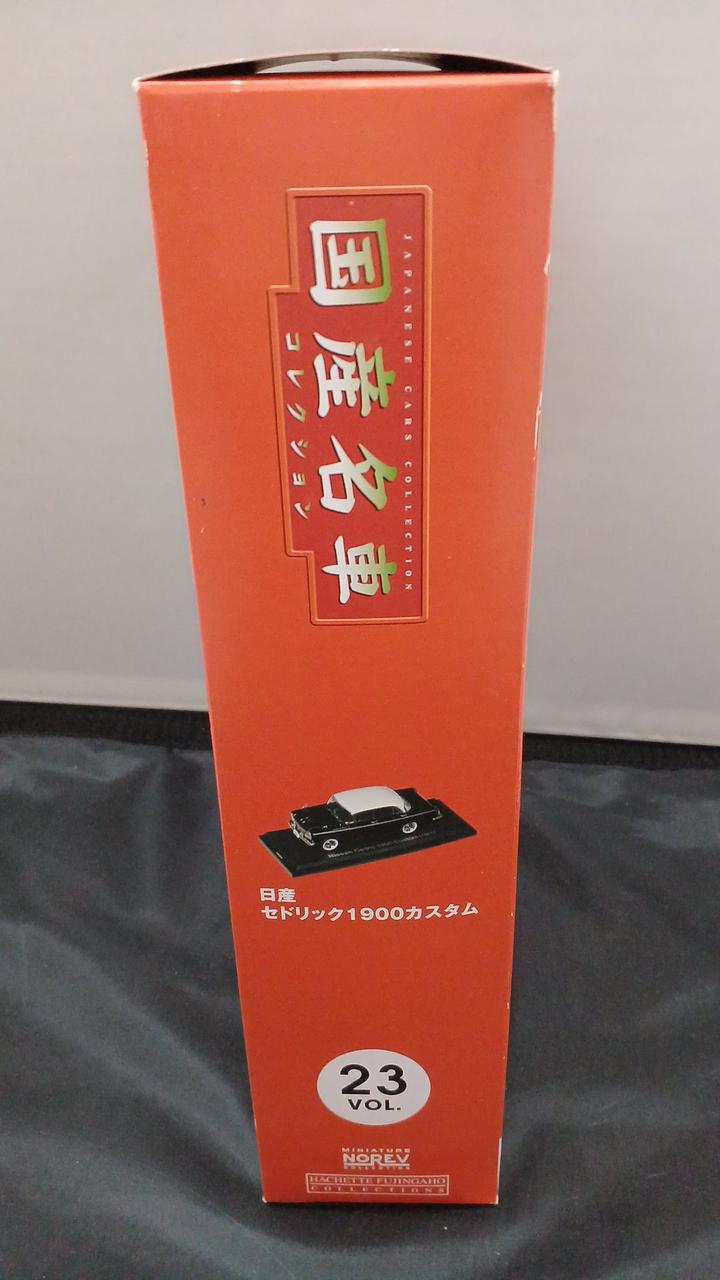 JAPANESE CARS COLLECTION
国産名車
コレクション
日産
セドリック1900カスタム
23
VOL.
MINIATURE
NOREV
COLLECTION
HACHETTE FUJINGAHO
COLLECTIONS